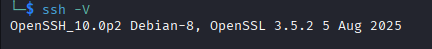 └─$ ssh -V
OpenSSH_10.0p2 Debian-8, OpenSSL 3.5.2 5 Aug 2025